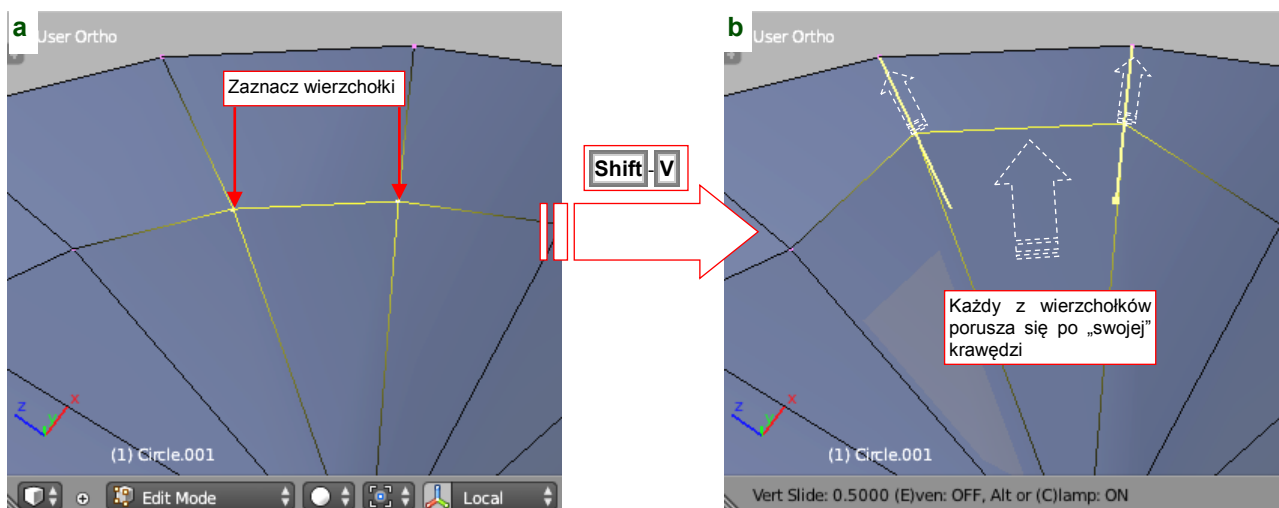 a
User Ortho
Zaznacz wierzchołki
z
y
x
(1) Circle.001
Edit Mode
Local
Shift - V
b
User Ortho
Każdy z wierzchołków
porusza się po „swojej”
krawędzi
z
y
x
(1) Circle.001
Vert Slide: 0.5000 (E)ven: OFF, Alt or (C)lamp: ON